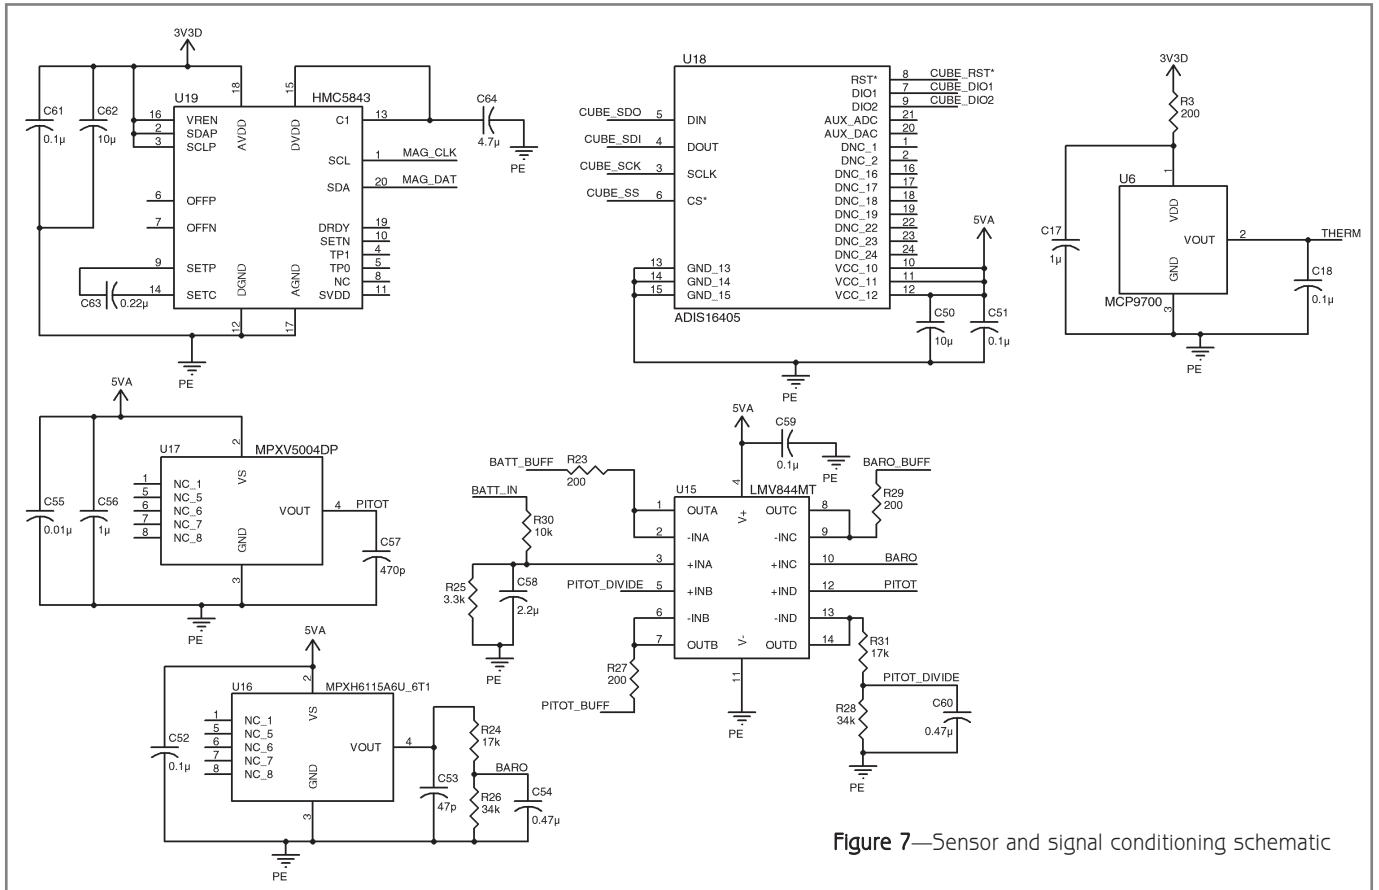 3V3D
U19
HMC5843
C61
0.1µ
C62
10µ
18
AVDD
15
DVDD
16 VREN
2 SDAP
3 SCLP
6 OFFP
7 OFFN
9 SETP
14 SETC
C63 0.22µ
DGND
12
AGND
17
C1 13
SCL 1 MAG_CLK
SDA 20 MAG_DAT
DRDY 19
SETN 10
TP1 4
TP0 5
NC 8
SVDD 11
C64
4.7µ
PE
PE
U18
ADIS16405
CUBE_SDO 5 DIN
CUBE_SDI 4 DOUT
CUBE_SCK 3 SCLK
CUBE_SS 6 CS*
13 GND_13
14 GND_14
15 GND_15
RST* 8 CUBE_RST*
DIO1 7 CUBE_DIO1
DIO2 9 CUBE_DIO2
AUX_ADC 21
AUX_DAC 20
DNC_1 1
DNC_2 2
DNC_16 16
DNC_17 17
DNC_18 18
DNC_19 19
DNC_22 22
DNC_23 23
DNC_24 24
VCC_10 10
VCC_11 11
VCC_12 12
5VA
C50
10µ
C51
0.1µ
PE
3V3D
R3
200
U6
1
VDD
VOUT 2 THERM
GND
3
MCP9700
C17
1µ
C18
0.1µ
PE
5VA
U17
MPXV5004DP
2
VS
1 NC_1
5 NC_5
6 NC_6
7 NC_7
8 NC_8
VOUT 4 PITOT
GND
3
C55
0.01µ
C56
1µ
C57
470p
PE
5VA
U16
MPXH6115A6U_6T1
2
VS
1 NC_1
5 NC_5
6 NC_6
7 NC_7
8 NC_8
VOUT 4
GND
3
C52
0.1µ
C53
47p
R24
17k
BARO
R26
34k
C54
0.47µ
PE
5VA
C59
0.1µ
PE
BATT_BUFF R23
200
BATT_IN
R30
10k
R25
3.3k
C58
2.2µ
PE
PITOT_DIVIDE
U15
LMV844MT
4
V+
1 OUTA
2 -INA
3 +INA
5 +INB
6 -INB
7 OUTB
V-
11
PE
OUTC 8
-INC 9
+INC 10 BARO
+IND 12 PITOT
-IND 13
OUTD 14
BARO_BUFF
R29
200
R27
200
PITOT_BUFF
R31
17k
PITOT_DIVIDE
R28
34k
C60
0.47µ
PE
Figure 7—Sensor and signal conditioning schematic